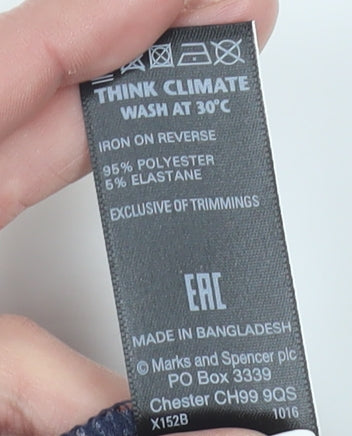 THINK CLIMATE
WASH AT 30°C
IRON ON REVERSE
95% POLYESTER
5% ELASTANE
EXCLUSIVE OF TRIMMINGS
EAC
MADE IN BANGLADESH
© Marks and Spencer plc
PO Box 3339
Chester CH99 9QS
X152B 1016